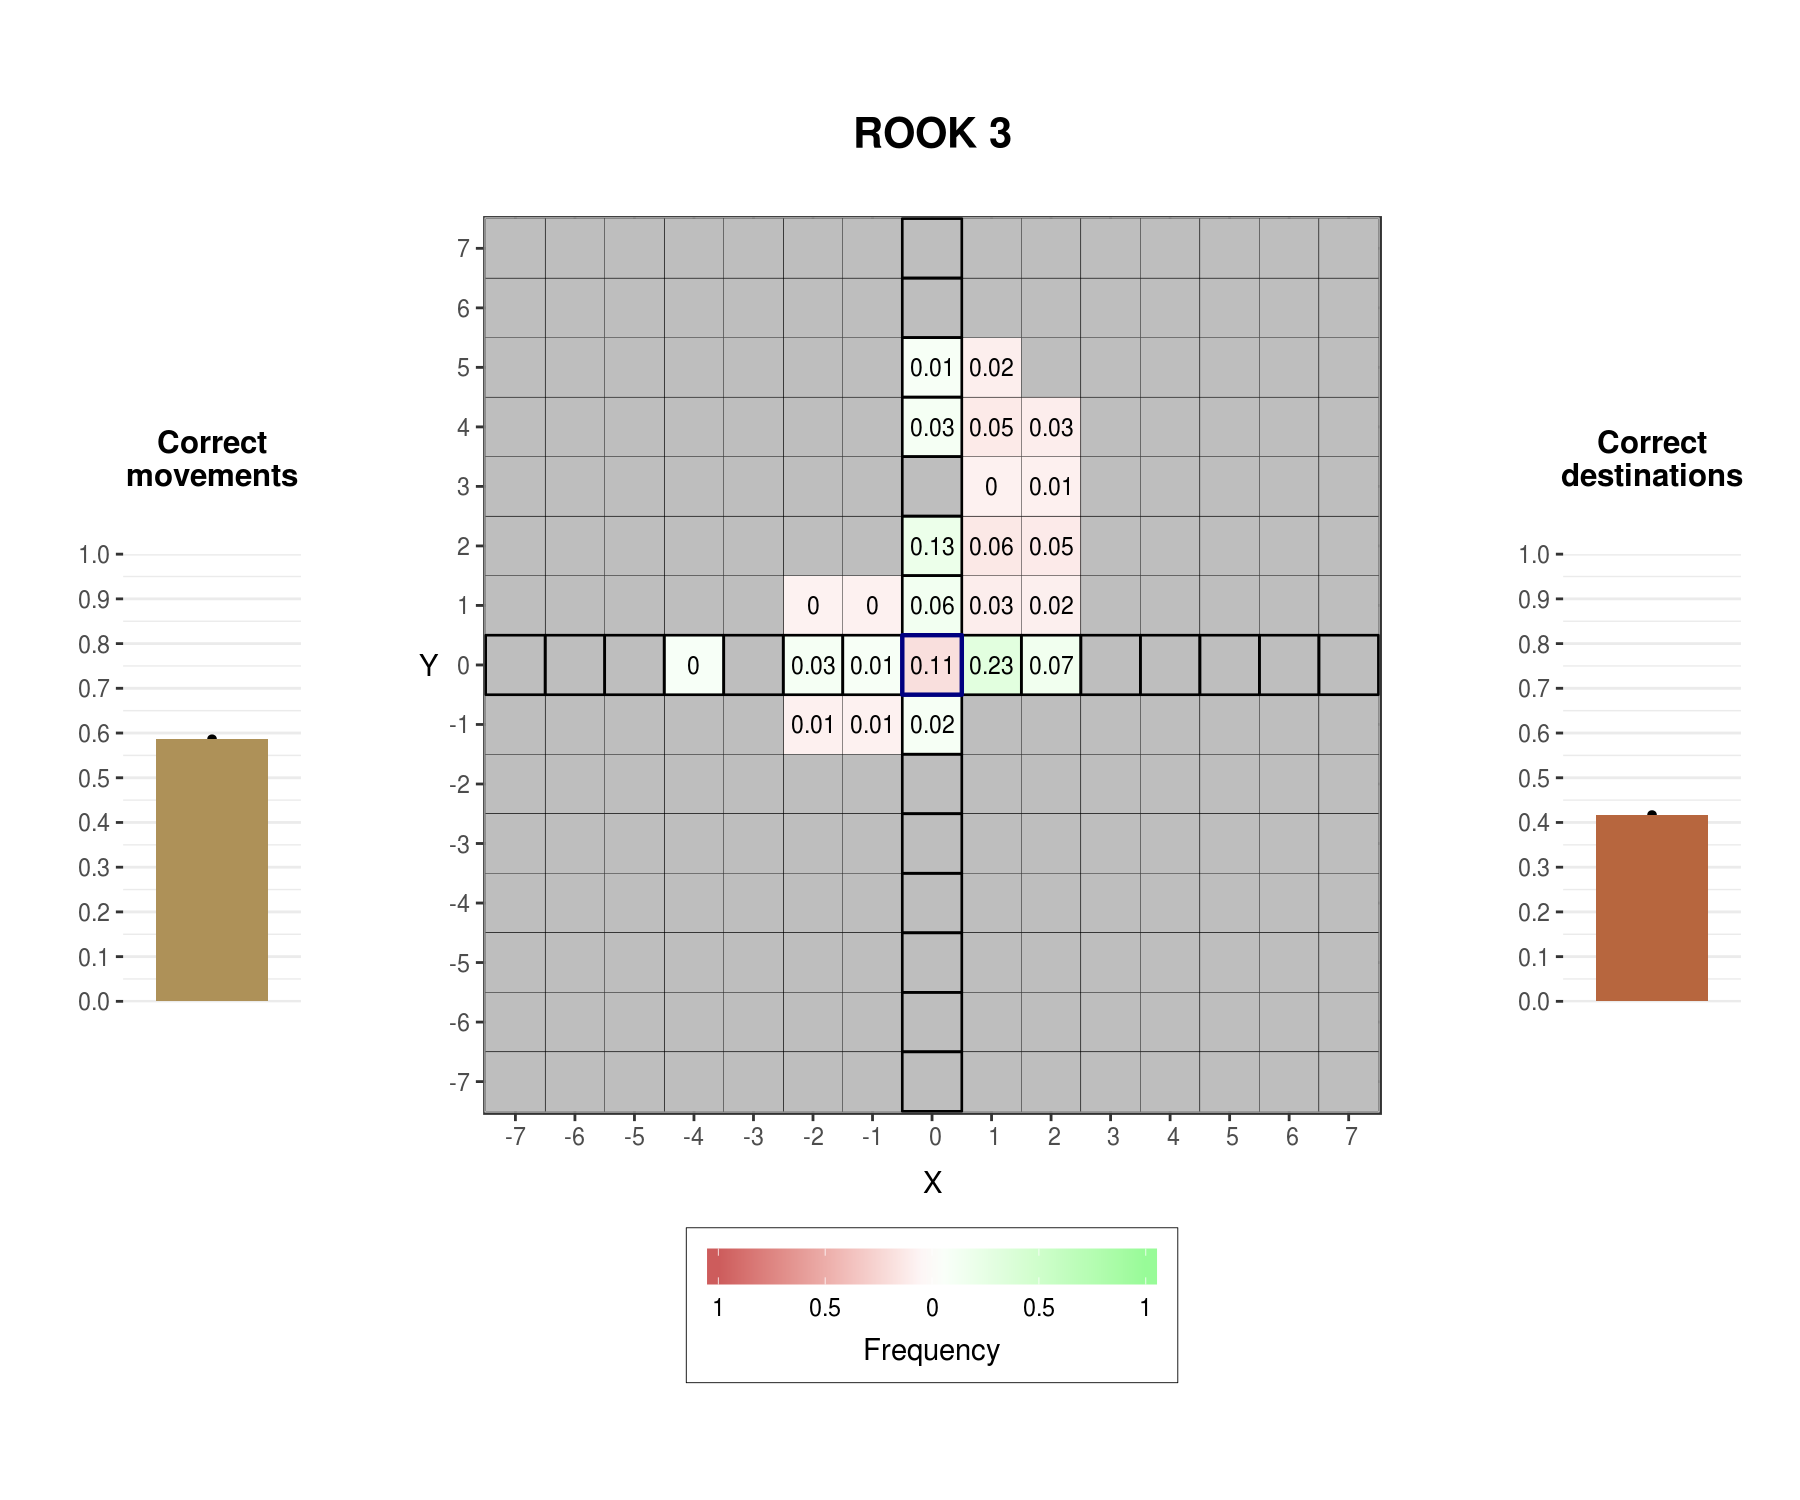 ROOK 3
Correct
movements
1.0
0.9
0.8
0.7
0.6
0.5
0.4
0.3
0.2
0.1
0.0
Y
7
6
5 0.01 0.02
4 0.03 0.05 0.03
3 0 0.01
2 0.13 0.06 0.05
1 0 0 0.06 0.03 0.02
0 0 0.03 0.01 0.11 0.23 0.07
-1 0.01 0.01 0.02
-2
-3
-4
-5
-6
-7
-7 -6 -5 -4 -3 -2 -1 0 1 2 3 4 5 6 7
X
1 0.5 0 0.5 1
Frequency
Correct
destinations
1.0
0.9
0.8
0.7
0.6
0.5
0.4
0.3
0.2
0.1
0.0